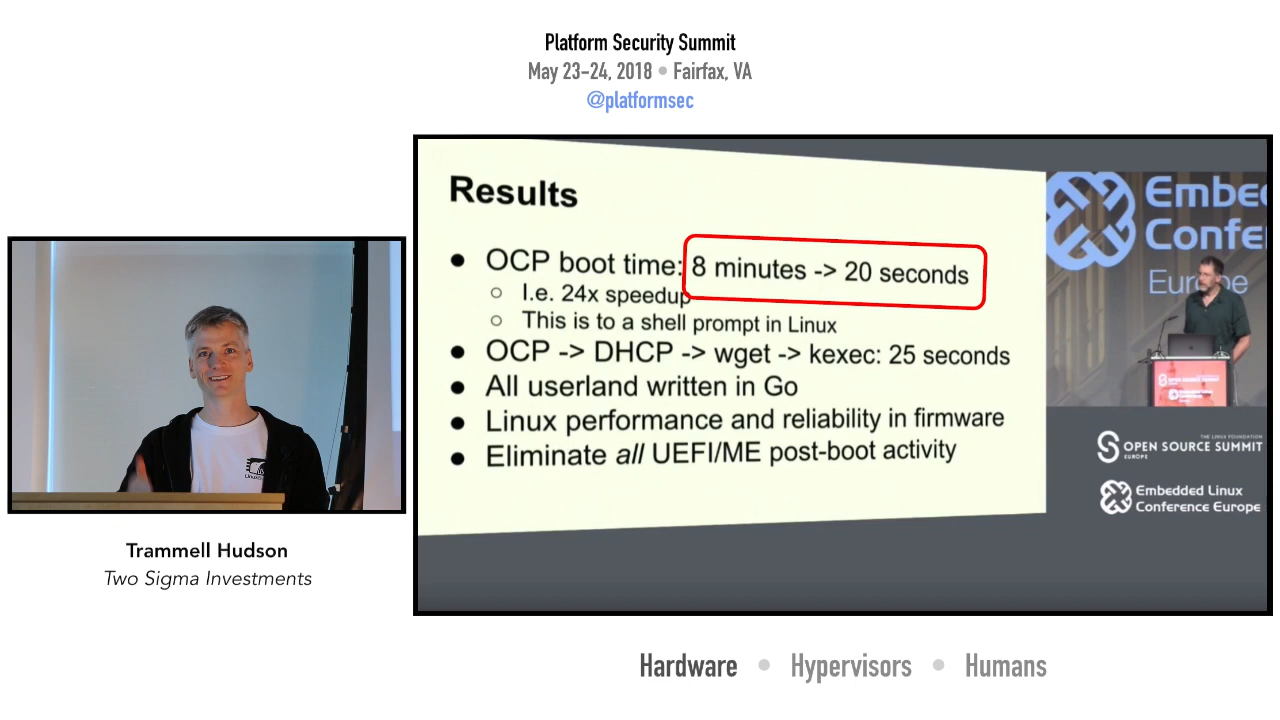 Platform Security Summit
May 23-24, 2018 • Fairfax, VA
@platformsec
Results
● OCP boot time: 8 minutes -> 20 seconds
○ I.e. 24x speedup
○ This is to a shell prompt in Linux
● OCP -> DHCP -> wget -> kexec: 25 seconds
● All userland written in Go
● Linux performance and reliability in firmware
● Eliminate all UEFI/ME post-boot activity
Embe
Confe
Europe
THE LINUX FOUNDATION
OPEN SOURCE SUMMIT
EUROPE
Embedded Linux
Conference Europe
Trammell Hudson
Two Sigma Investments
Hardware • Hypervisors • Humans